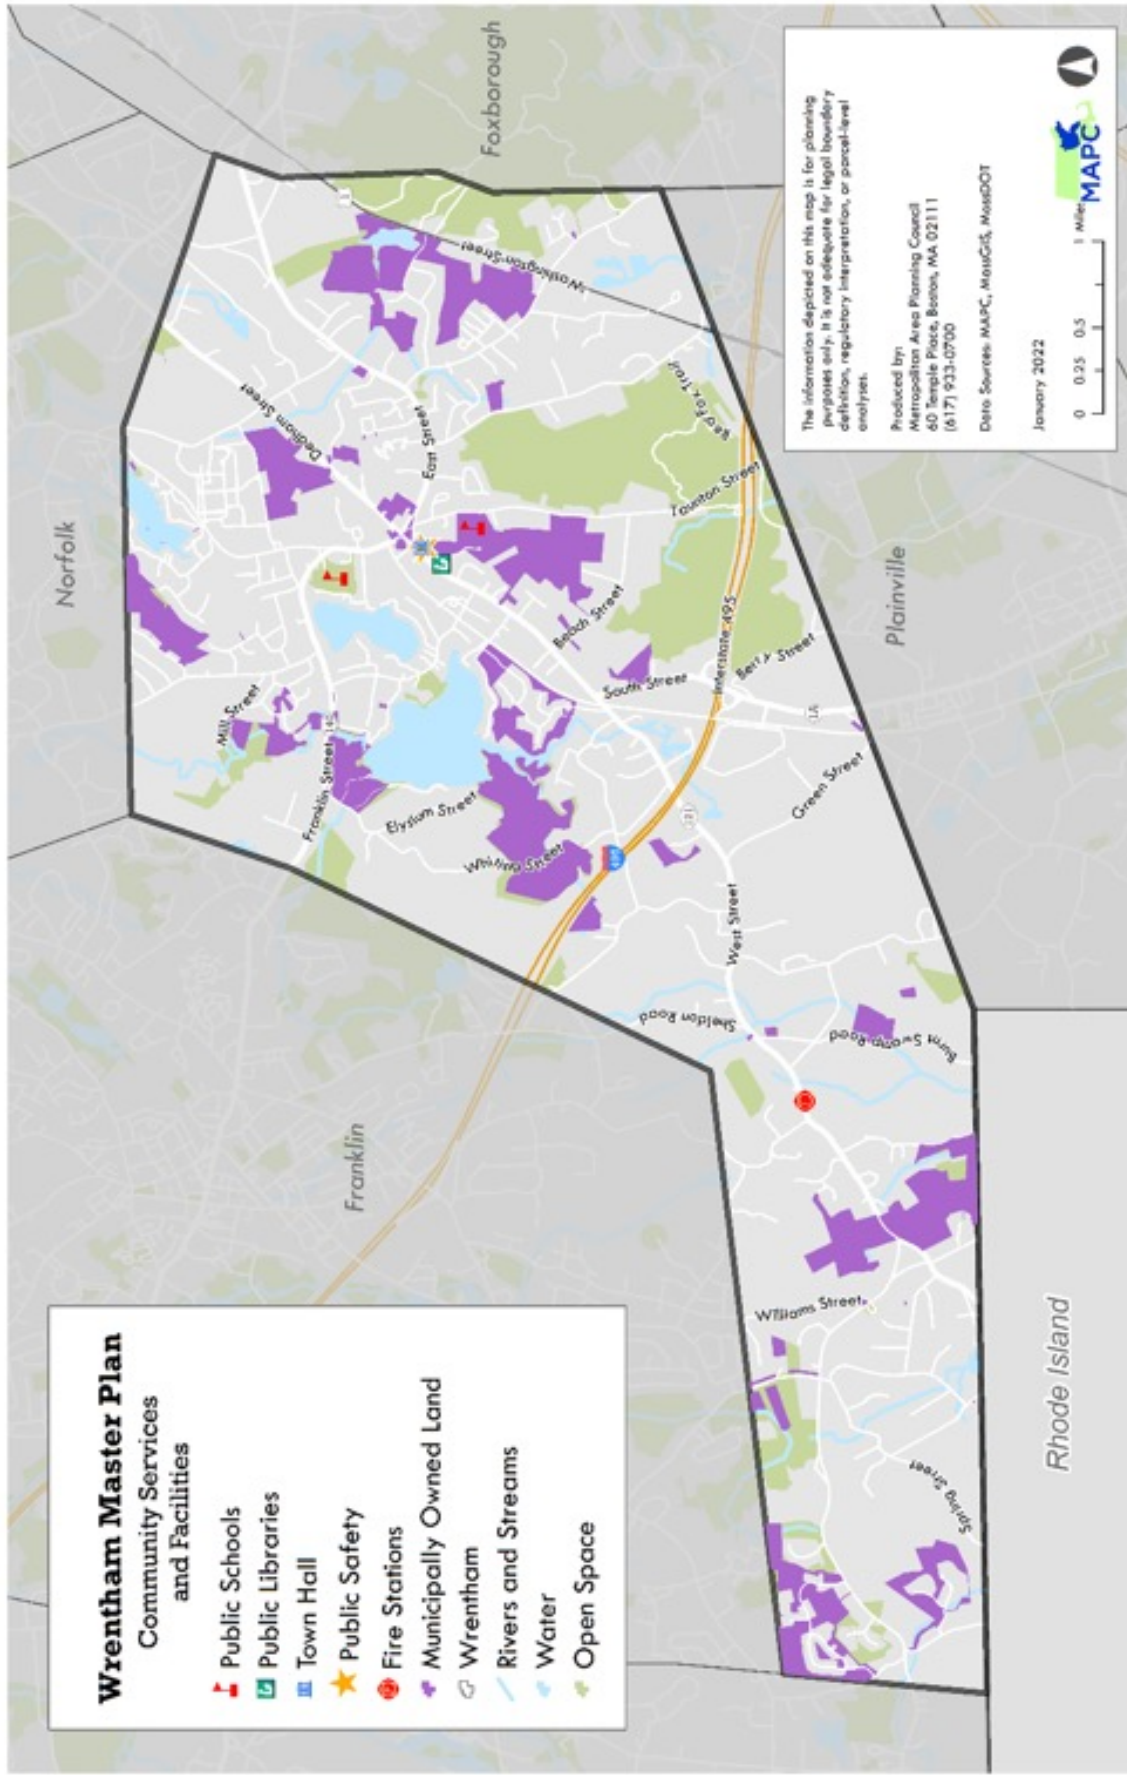 Wrentham Master Plan
Community Services
and Facilities
Public Schools
Public Libraries
Town Hall
Public Safety
Fire Stations
Municipally Owned Land
Wrentham
Rivers and Streams
Water
Open Space
Norfolk
Foxborough
Franklin
Plainville
Rhode Island
Dedham Street
East Street
Washington Street
Red Fox Trail
Taunton Street
Beach Street
South Street
Interstate 495
Mill Street
Franklin Street
Elysium Street
Whiting Street
Green Street
West Street
Sheldon Road
Burnt Swamp Road
Williams Street
Spring Street
1
1A
495
The information depicted on this map is for planning
purposes only. It is not adequate for legal boundary
definition, regulatory interpretation, or parcel-level
analyses.
Produced by:
Metropolitan Area Planning Council
60 Temple Place, Boston, MA 02111
(617) 933-0700
Data Sources: MAPC, MassGIS, MassDOT
January 2022
0 0.25 0.5 1 Miles
MAPC